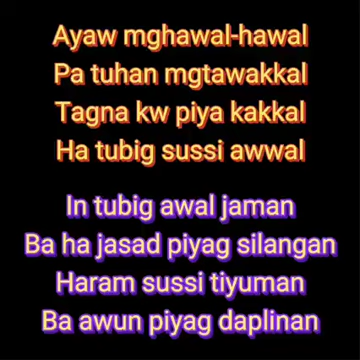 Ayaw mghawal-hawal
Pa tuhan mgtawakkal
Tagna kw piya kakkal
Ha tubig sussi awwal
In tubig awal jaman
Ba ha jasad piyag silangan
Haram sussi tiyuman
Ba awun piyag daplinan